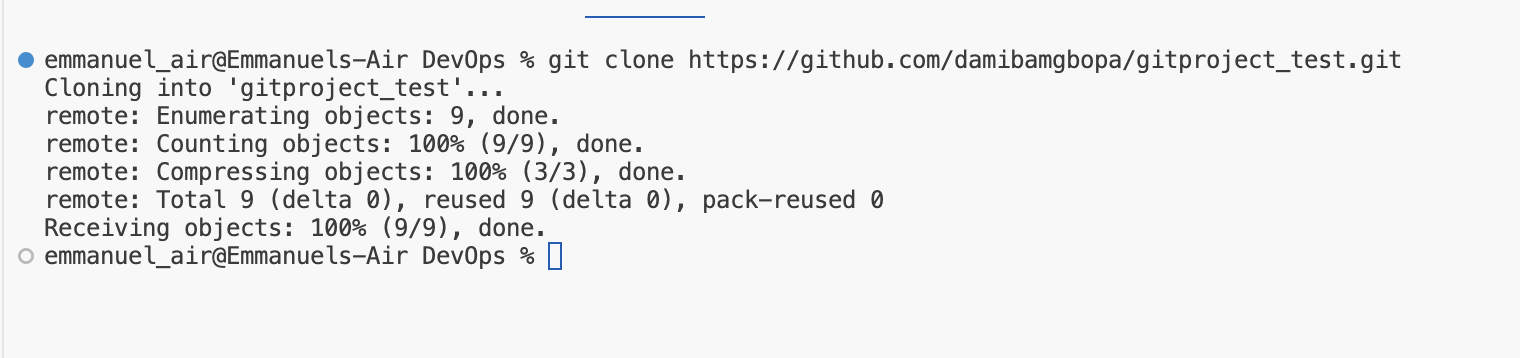 emmanuel_air@Emmanuels-Air DevOps % git clone https://github.com/damibamgbopa/gitproject_test.git
Cloning into 'gitproject_test'...
remote: Enumerating objects: 9, done.
remote: Counting objects: 100% (9/9), done.
remote: Compressing objects: 100% (3/3), done.
remote: Total 9 (delta 0), reused 9 (delta 0), pack-reused 0
Receiving objects: 100% (9/9), done.
emmanuel_air@Emmanuels-Air DevOps %